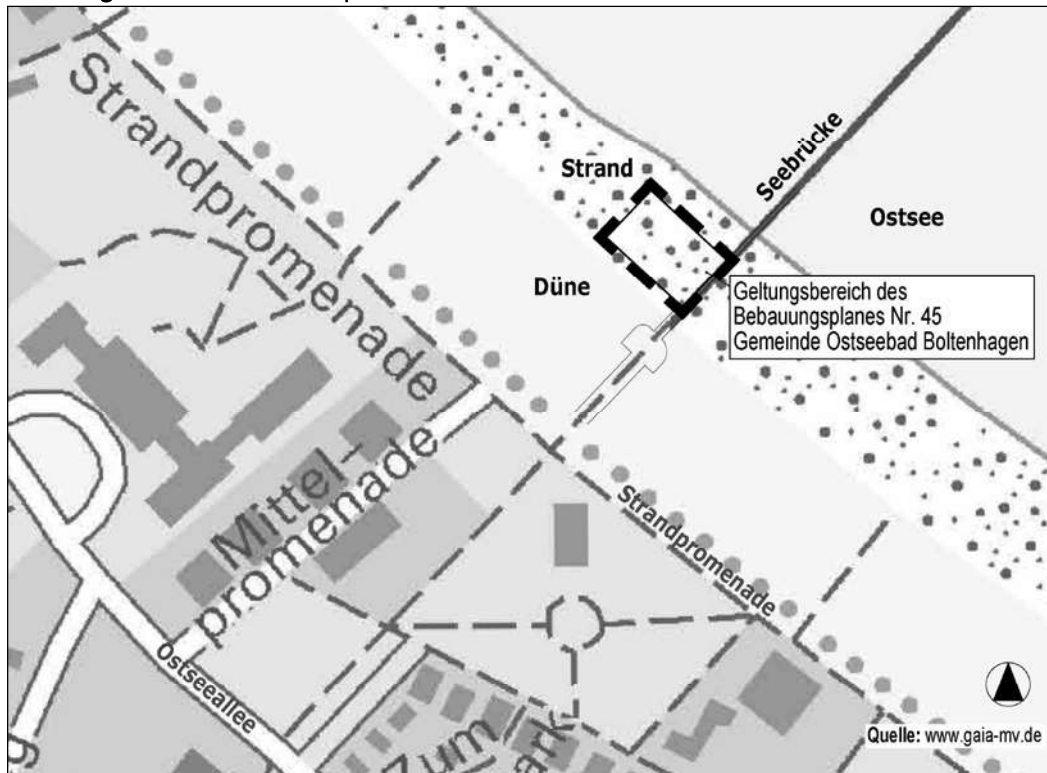 Strandpromenade
Strand
Seebrücke
Ostsee
Düne
Geltungsbereich des
Bebauungsplanes Nr. 45
Gemeinde Ostseebad Boltenhagen
Mittel-
promenade
Strandpromenade
Ostseeallee
Zum
ark
Quelle: www.gaia-mv.de